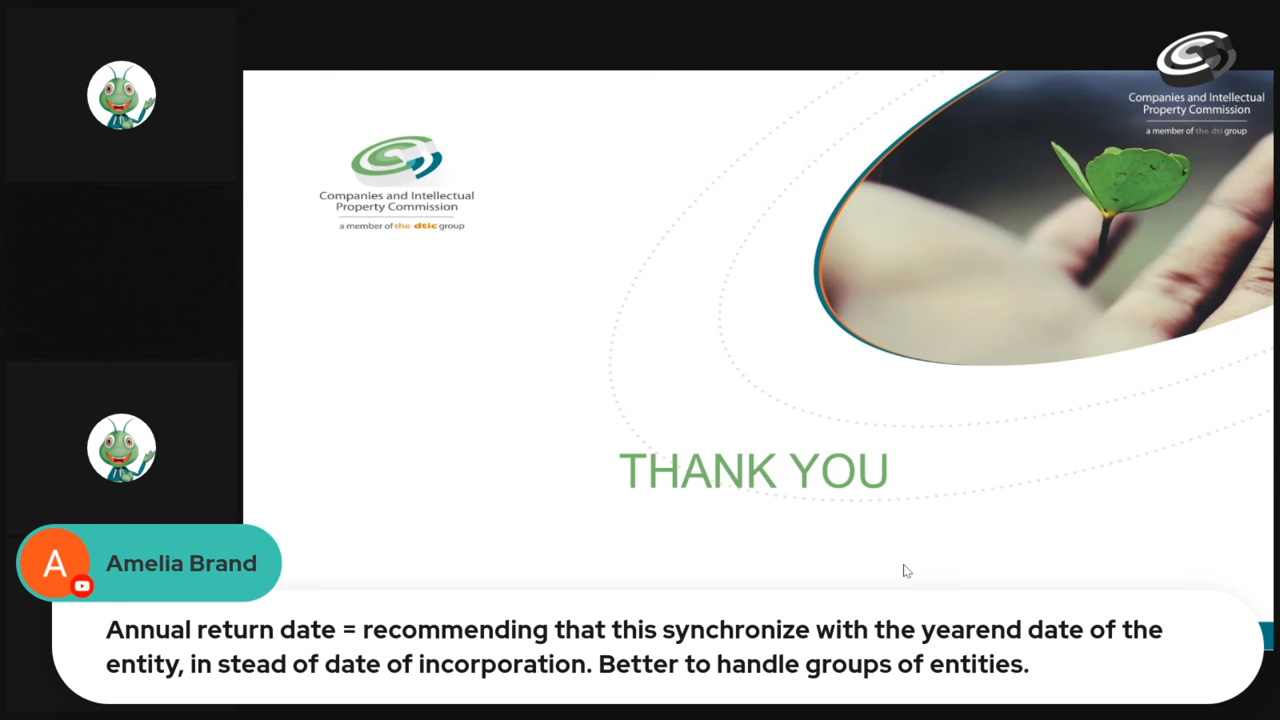 Companies and Intellectual
Property Commission
a member of the dti group
Companies and Intellectual
Property Commission
a member of the dtic group
THANK YOU
A
Amelia Brand
Annual return date = recommending that this synchronize with the yearend date of the
entity, in stead of date of incorporation. Better to handle groups of entities.